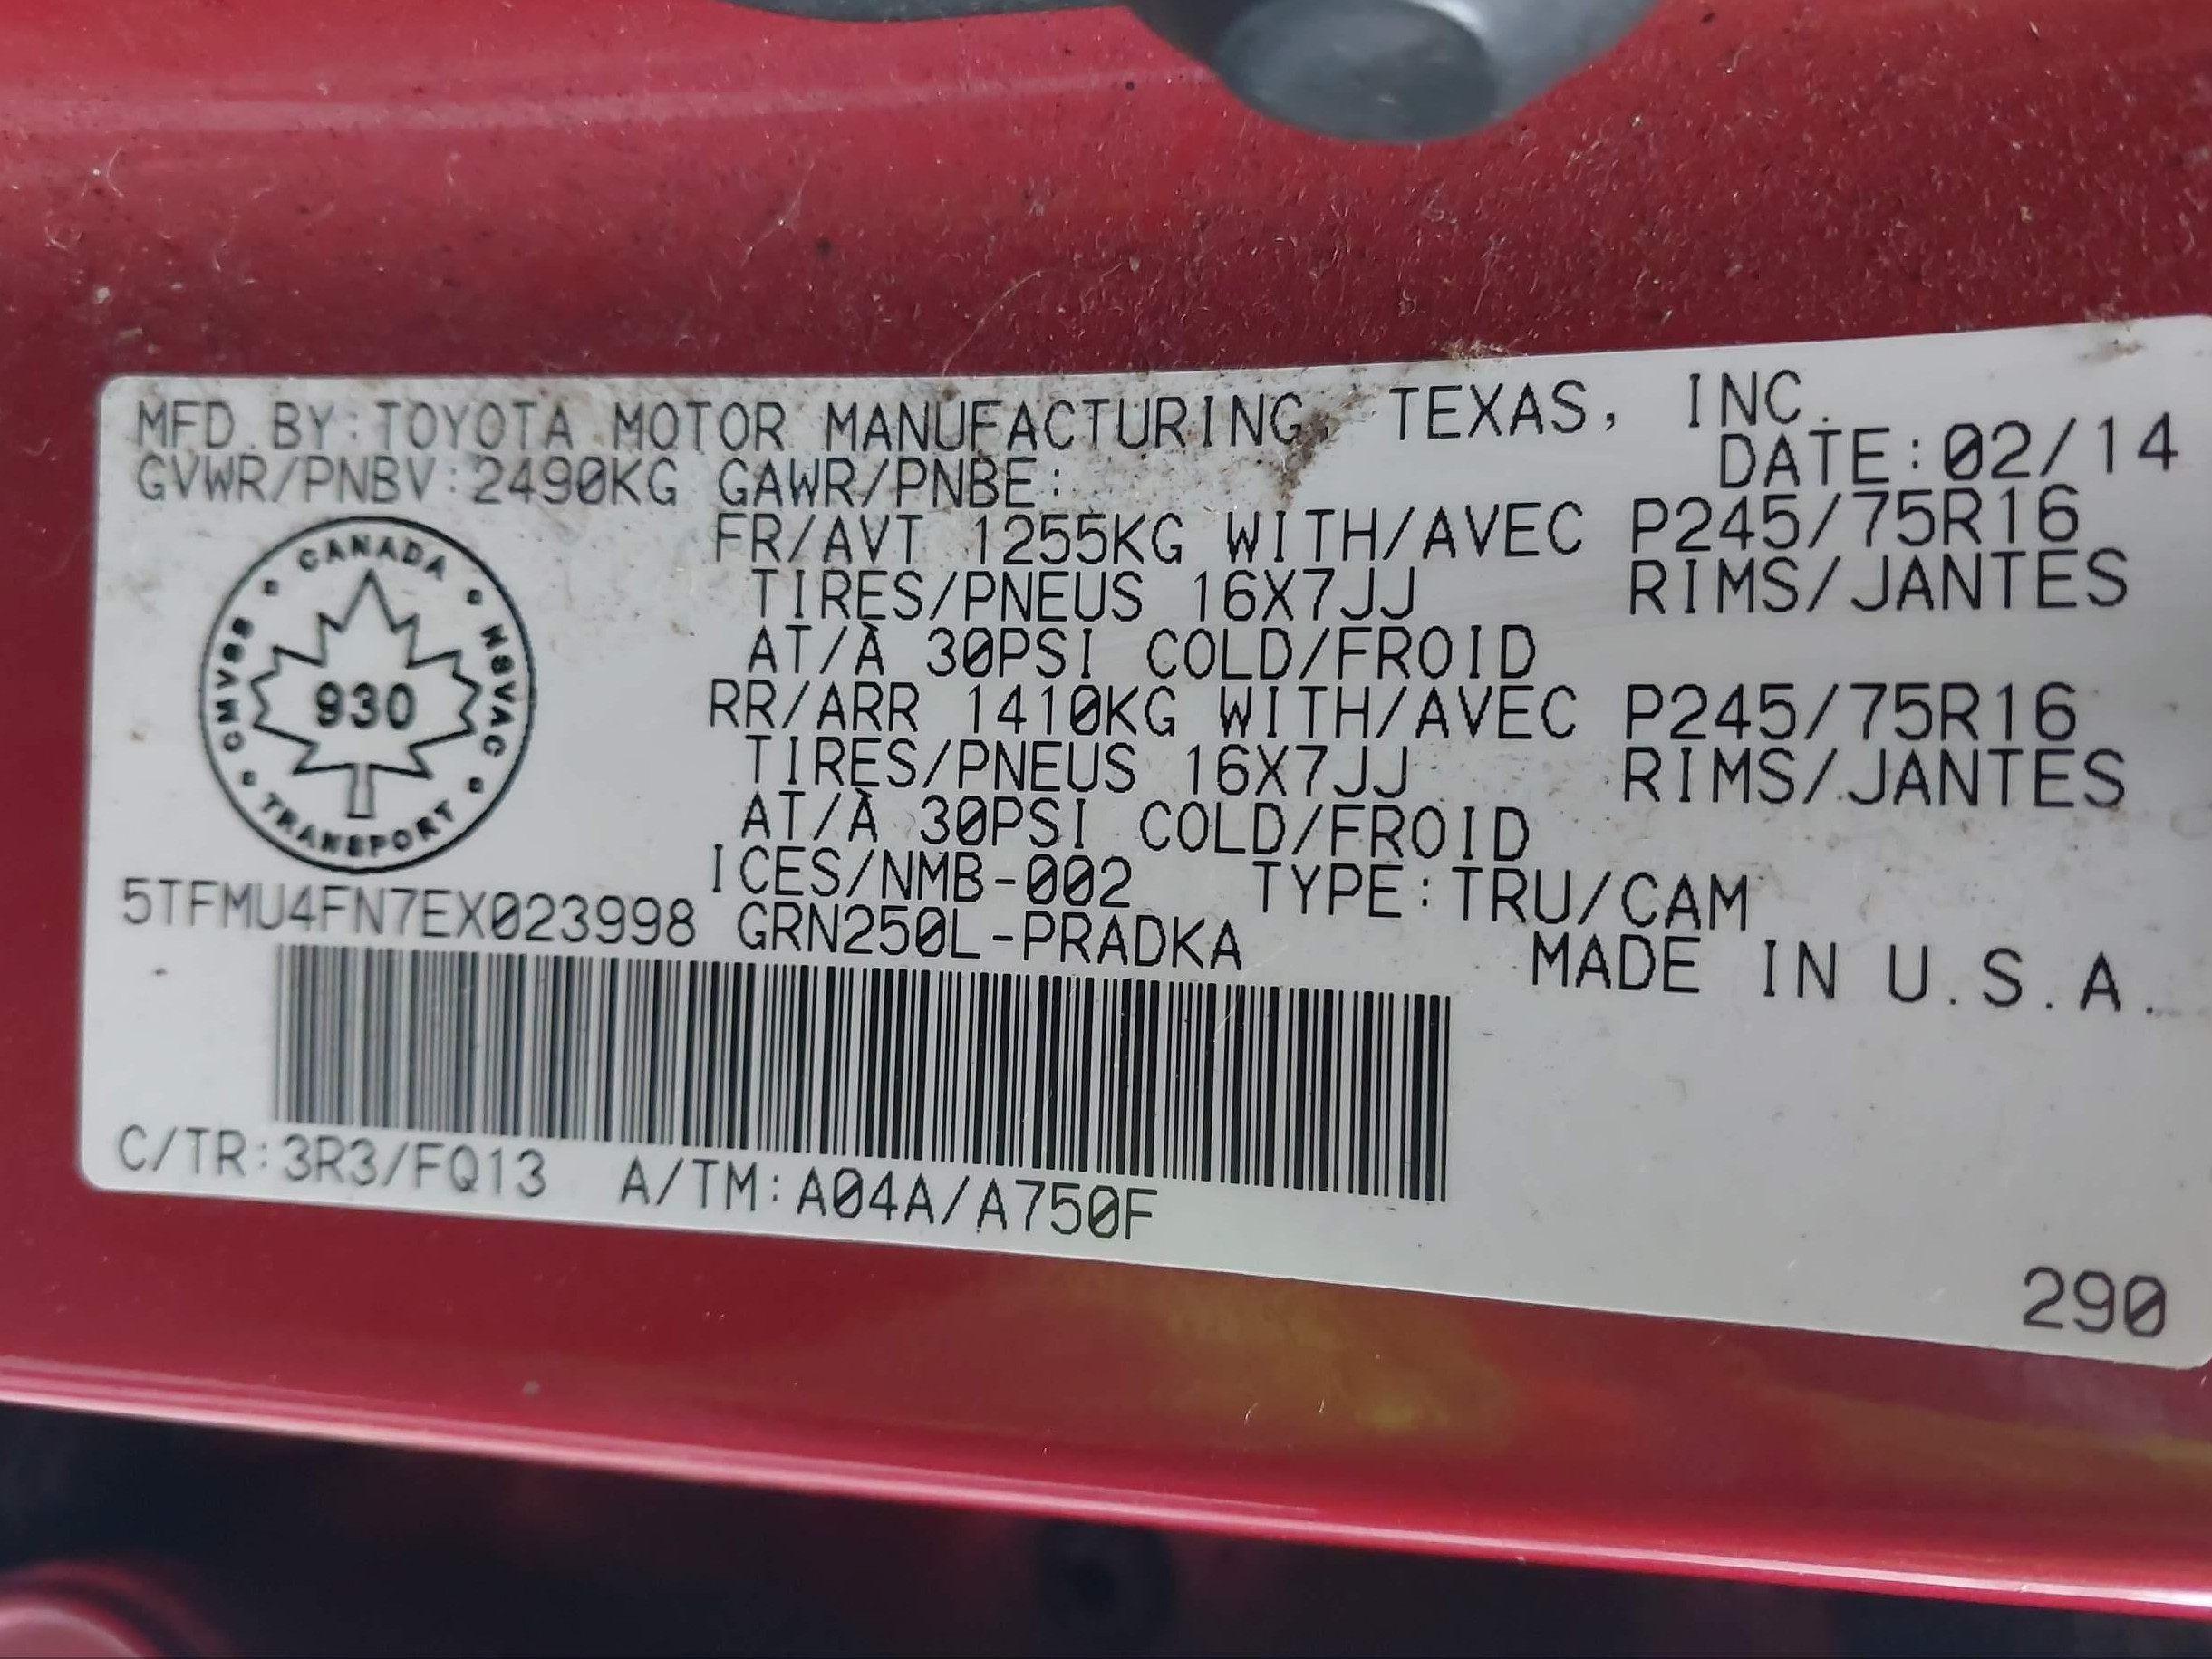 MFD.BY:TOYOTA MOTOR MANUFACTURING, TEXAS, INC.
DATE:02/14
GVWR/PNBV:2490KG GAWR/PNBE:
FR/AVT 1255KG WITH/AVEC P245/75R16
TIRES/PNEUS 16X7JJ RIMS/JANTES
AT/À 30PSI COLD/FROID
RR/ARR 1410KG WITH/AVEC P245/75R16
TIRES/PNEUS 16X7JJ RIMS/JANTES
AT/À 30PSI COLD/FROID
ICES/NMB-002 TYPE:TRU/CAM
CANADA
CMVSS
NSVAC
930
TRANSPORT
5TFMU4FN7EX023998 GRN250L-PRADKA
MADE IN U.S.A.
C/TR:3R3/FQ13 A/TM:A04A/A750F
290